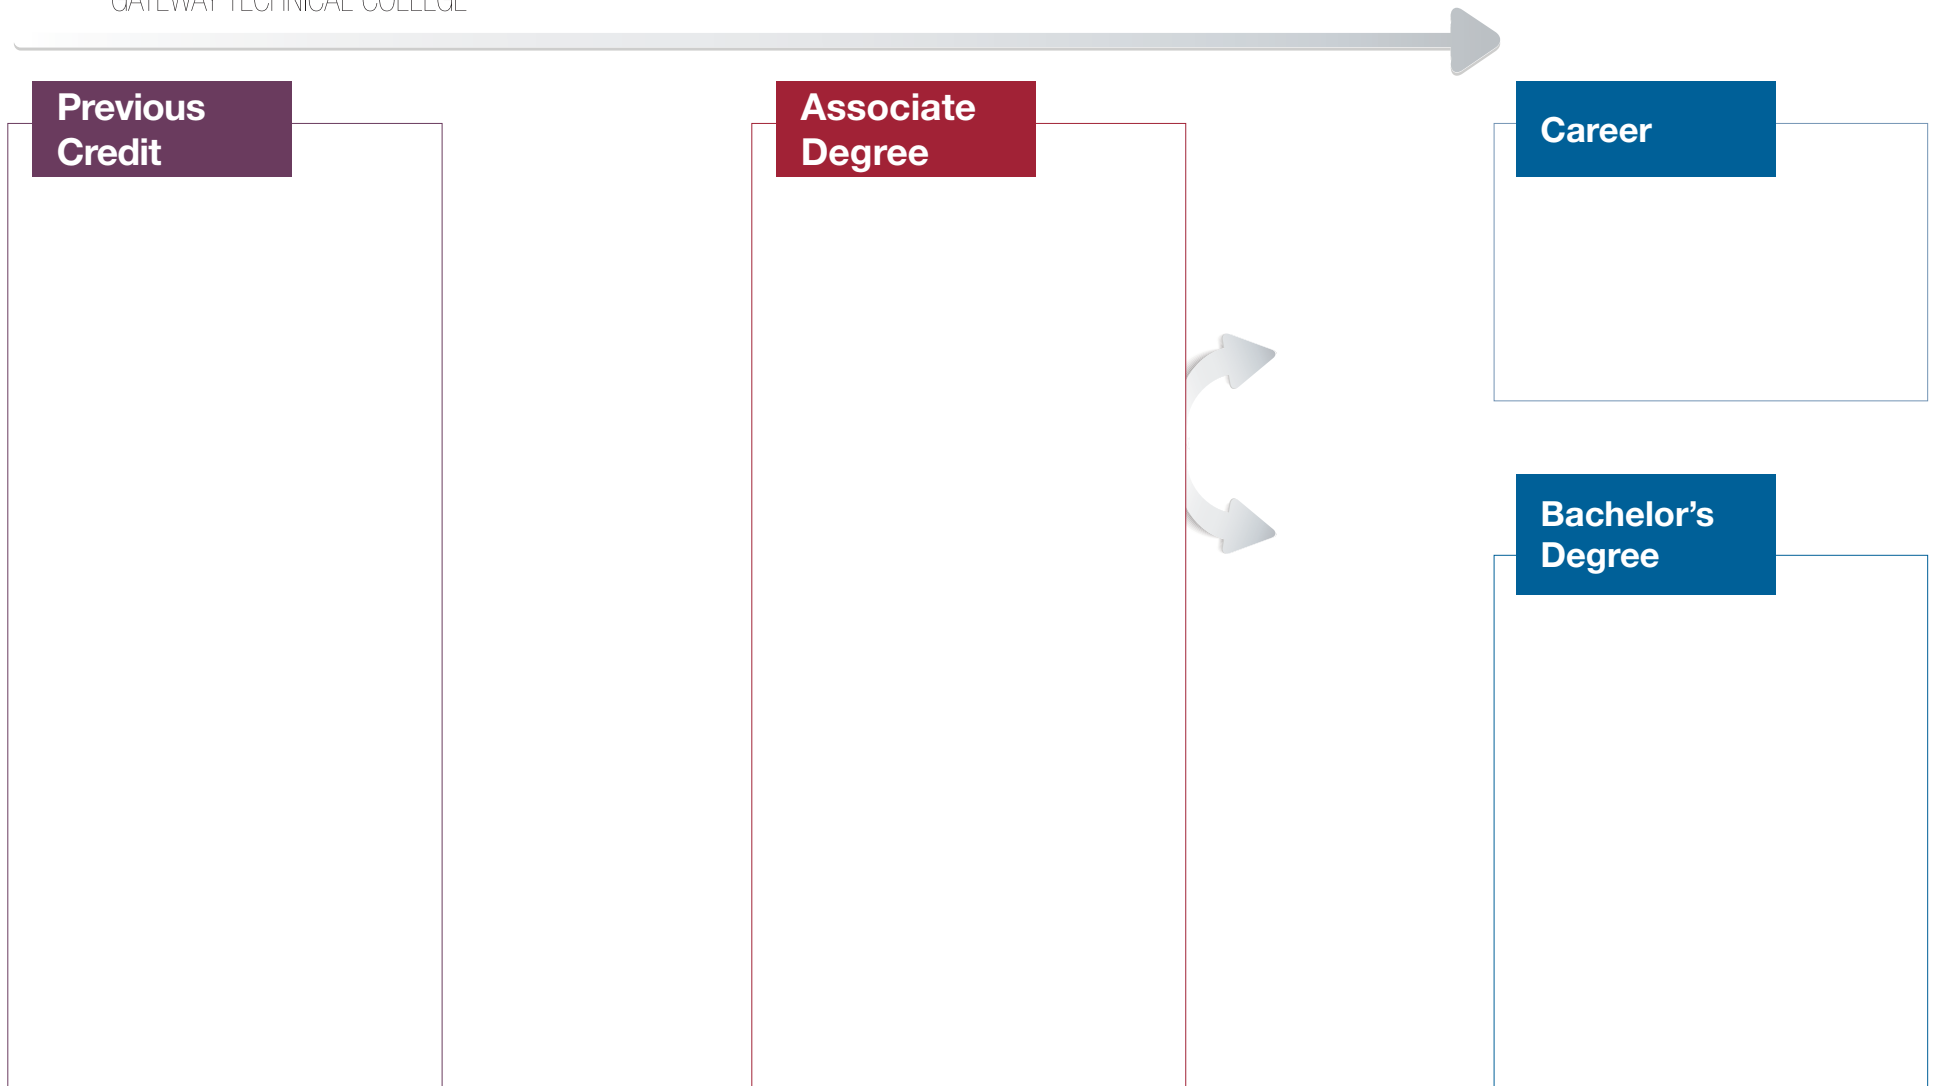 GATEWAY TECHNICAL COLLEGE
Previous
Credit
Associate
Degree
Career
Bachelor’s
Degree